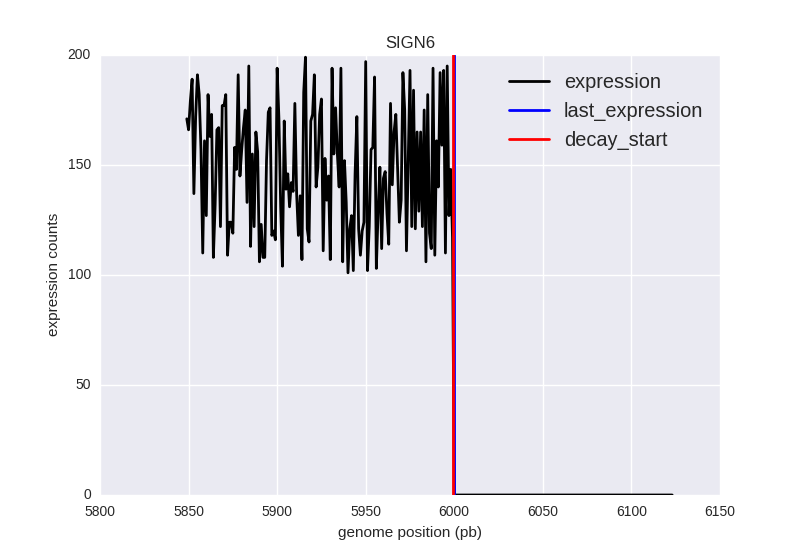 SIGN6
200
150
100
50
0
expression counts
expression
last_expression
decay_start
5800 5850 5900 5950 6000 6050 6100 6150
genome position (pb)